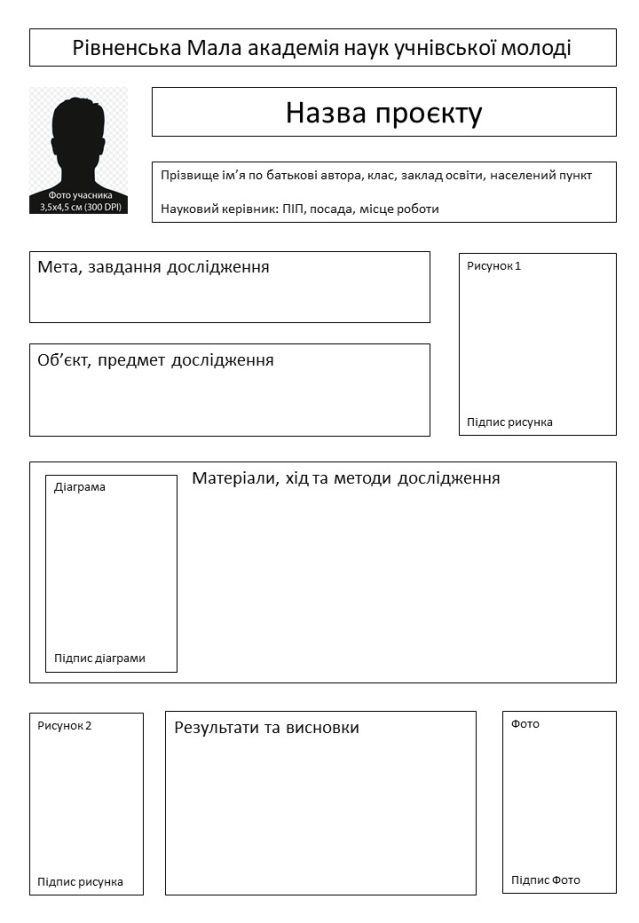 Рівненська Мала академія наук учнівської молоді
Назва проєкту
Фото учасника
3,5х4,5 см (300 DPI)
Прізвище ім’я по батькові автора, клас, заклад освіти, населений пункт
Науковий керівник: ПІП, посада, місце роботи
Мета, завдання дослідження
Рисунок 1
Підпис рисунка
Об’єкт, предмет дослідження
Діаграма
Підпис діаграми
Матеріали, хід та методи дослідження
Рисунок 2
Підпис рисунка
Результати та висновки
Фото
Підпис Фото